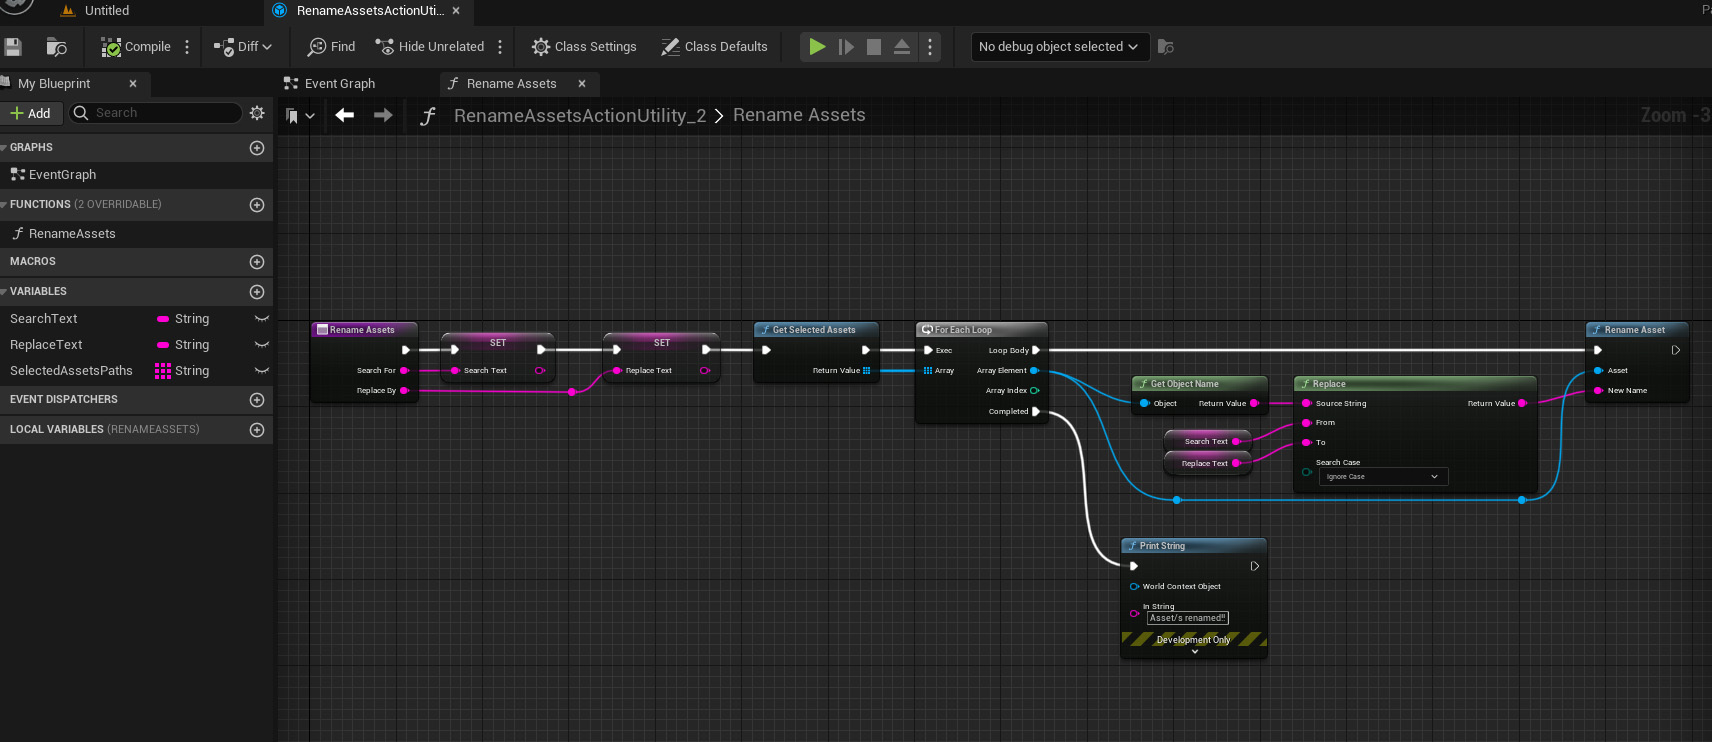 Untitled
RenameAssetsActionUti...
Compile
Diff
Find
Hide Unrelated
Class Settings
Class Defaults
No debug object selected
My Blueprint
Event Graph
Rename Assets
Add
Search
RenameAssetsActionUtility_2 > Rename Assets
Zoom -3
GRAPHS
EventGraph
FUNCTIONS (2 OVERRIDABLE)
RenameAssets
MACROS
VARIABLES
SearchText String
ReplaceText String
SelectedAssetsPaths String
EVENT DISPATCHERS
LOCAL VARIABLES (RENAMEASSETS)
Rename Assets
Search For
Replace By
SET
Search Text
SET
Replace Text
Get Selected Assets
Return Value
For Each Loop
Exec Loop Body
Array Array Element
Array Index
Completed
Get Object Name
Object Return Value
Search Text
Replace Text
Replace
Source String Return Value
From
To
Search Case
Ignore Case
Rename Asset
Asset
New Name
Print String
World Context Object
In String
Asset/s renamed!!
Development Only